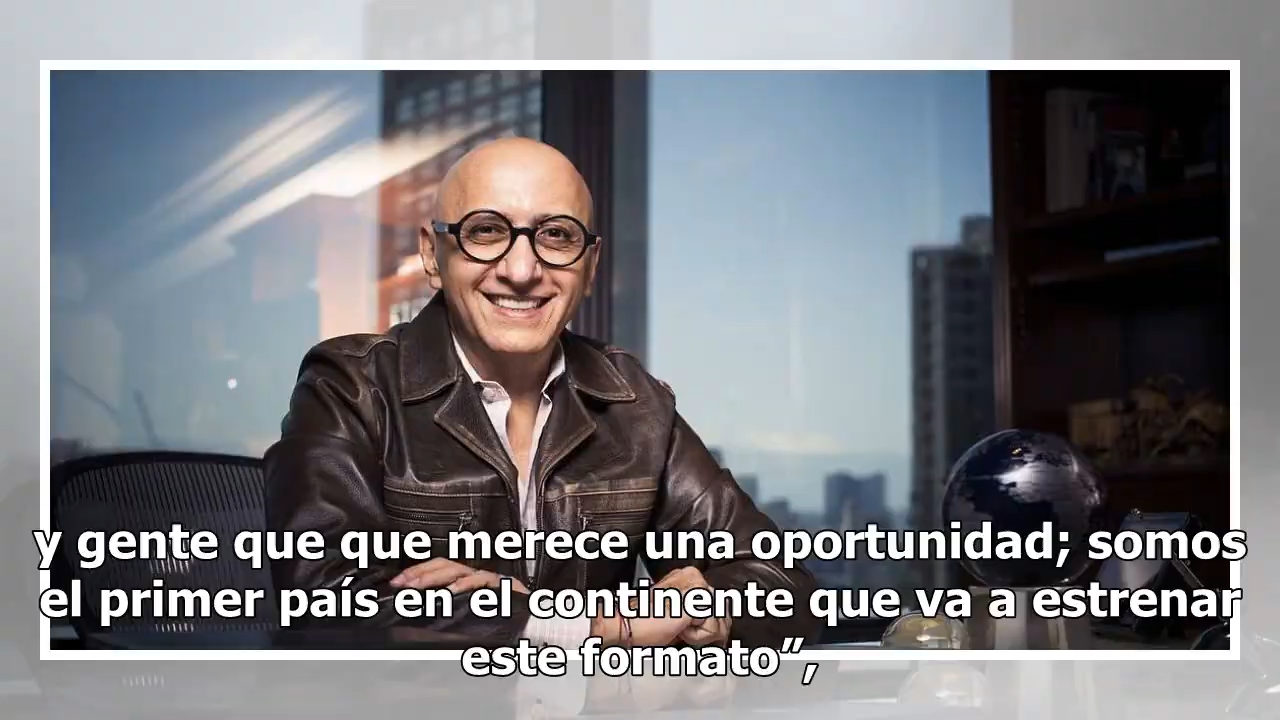 y gente que que merece una oportunidad; somos
el primer país en el continente que va a estrenar
este formato”,